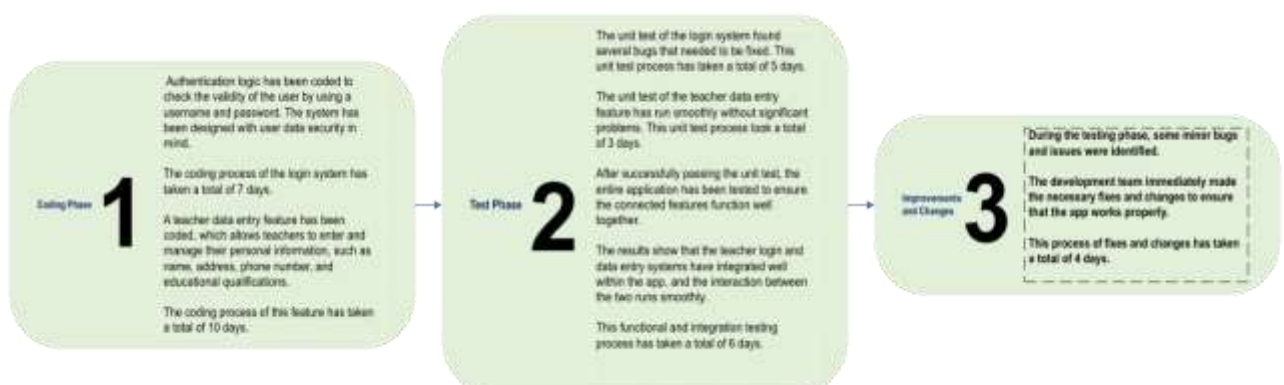 Coding Phase
1
Authentication logic has been coded to
check the validity of the user by using a
username and password. The system has
been designed with user data security in
mind.
The coding process of the login system has
taken a total of 7 days.
A teacher data entry feature has been
coded, which allows teachers to enter and
manage their personal information, such as
name, address, phone number, and
educational qualifications.
The coding process of this feature has taken
a total of 10 days.
Test Phase
2
The unit test of the login system found
several bugs that needed to be fixed. This
unit test process has taken a total of 5 days.
The unit test of the teacher data entry
feature has run smoothly without significant
problems. This unit test process took a total
of 3 days.
After successfully passing the unit test, the
entire application has been tested to ensure
the connected features function well
together.
The results show that the teacher login and
data entry systems have integrated well
within the app, and the interaction between
the two runs smoothly.
This functional and integration testing
process has taken a total of 6 days.
Improvements
and Changes
3
During the testing phase, some minor bugs
and issues were identified.
The development team immediately made
the necessary fixes and changes to ensure
that the app works properly.
This process of fixes and changes has taken
a total of 4 days.